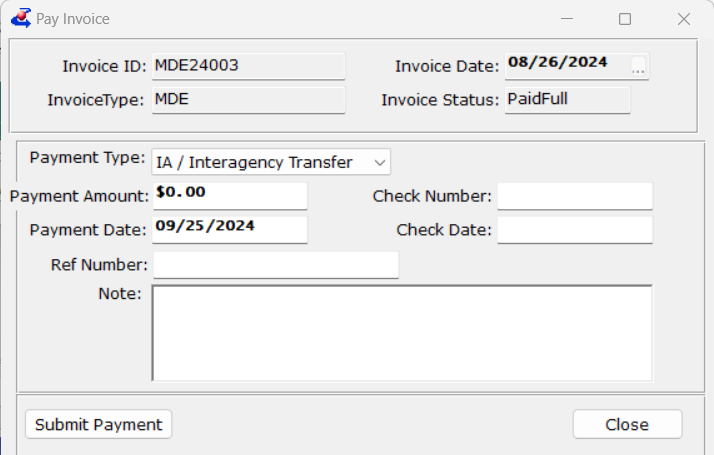 Pay Invoice
Invoice ID: MDE24003 Invoice Date: 08/26/2024 ...
InvoiceType: MDE Invoice Status: PaidFull
Payment Type: IA / Interagency Transfer
Payment Amount: $0.00 Check Number:
Payment Date: 09/25/2024 Check Date:
Ref Number:
Note:
Submit Payment Close